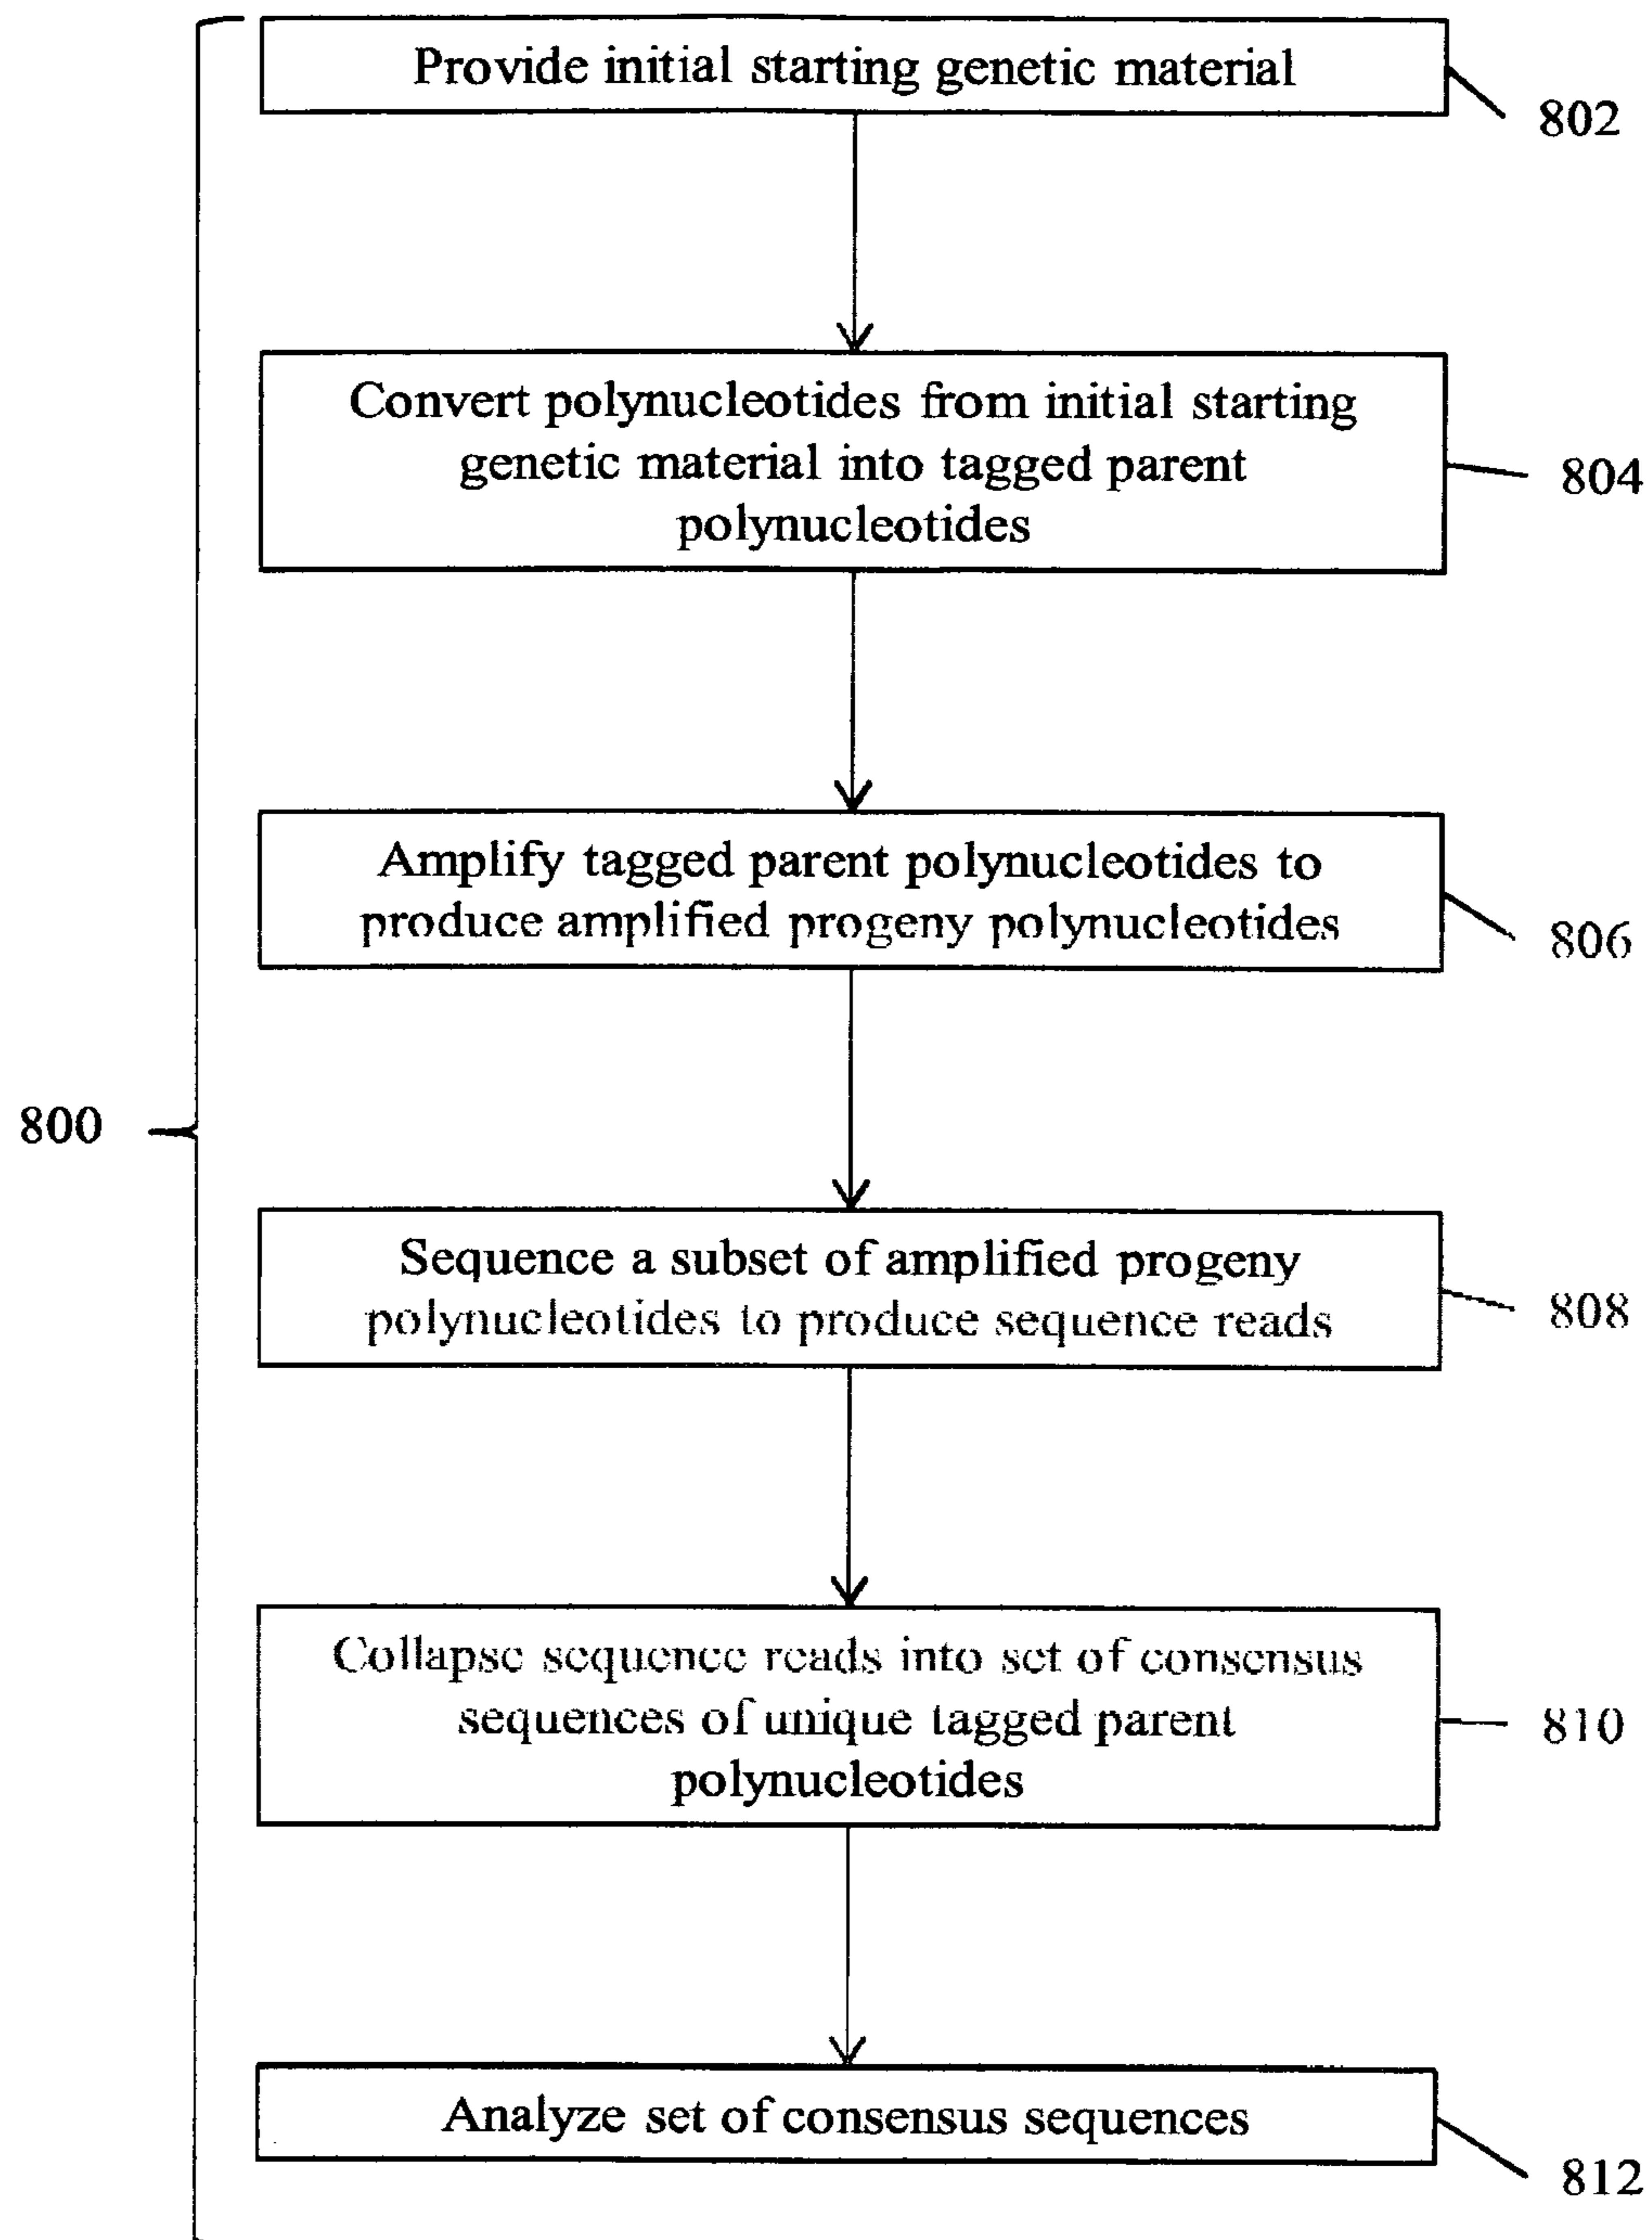 Provide initial starting genetic material
802
Convert polynucleotides from initial starting
genetic material into tagged parent
polynucleotides
804
Amplify tagged parent polynucleotides to
produce amplified progeny polynucleotides
806
800
Sequence a subset of amplified progeny
polynucleotides to produce sequence reads
808
Collapse sequence reads into set of consensus
sequences of unique tagged parent
polynucleotides
810
Analyze set of consensus sequences
812